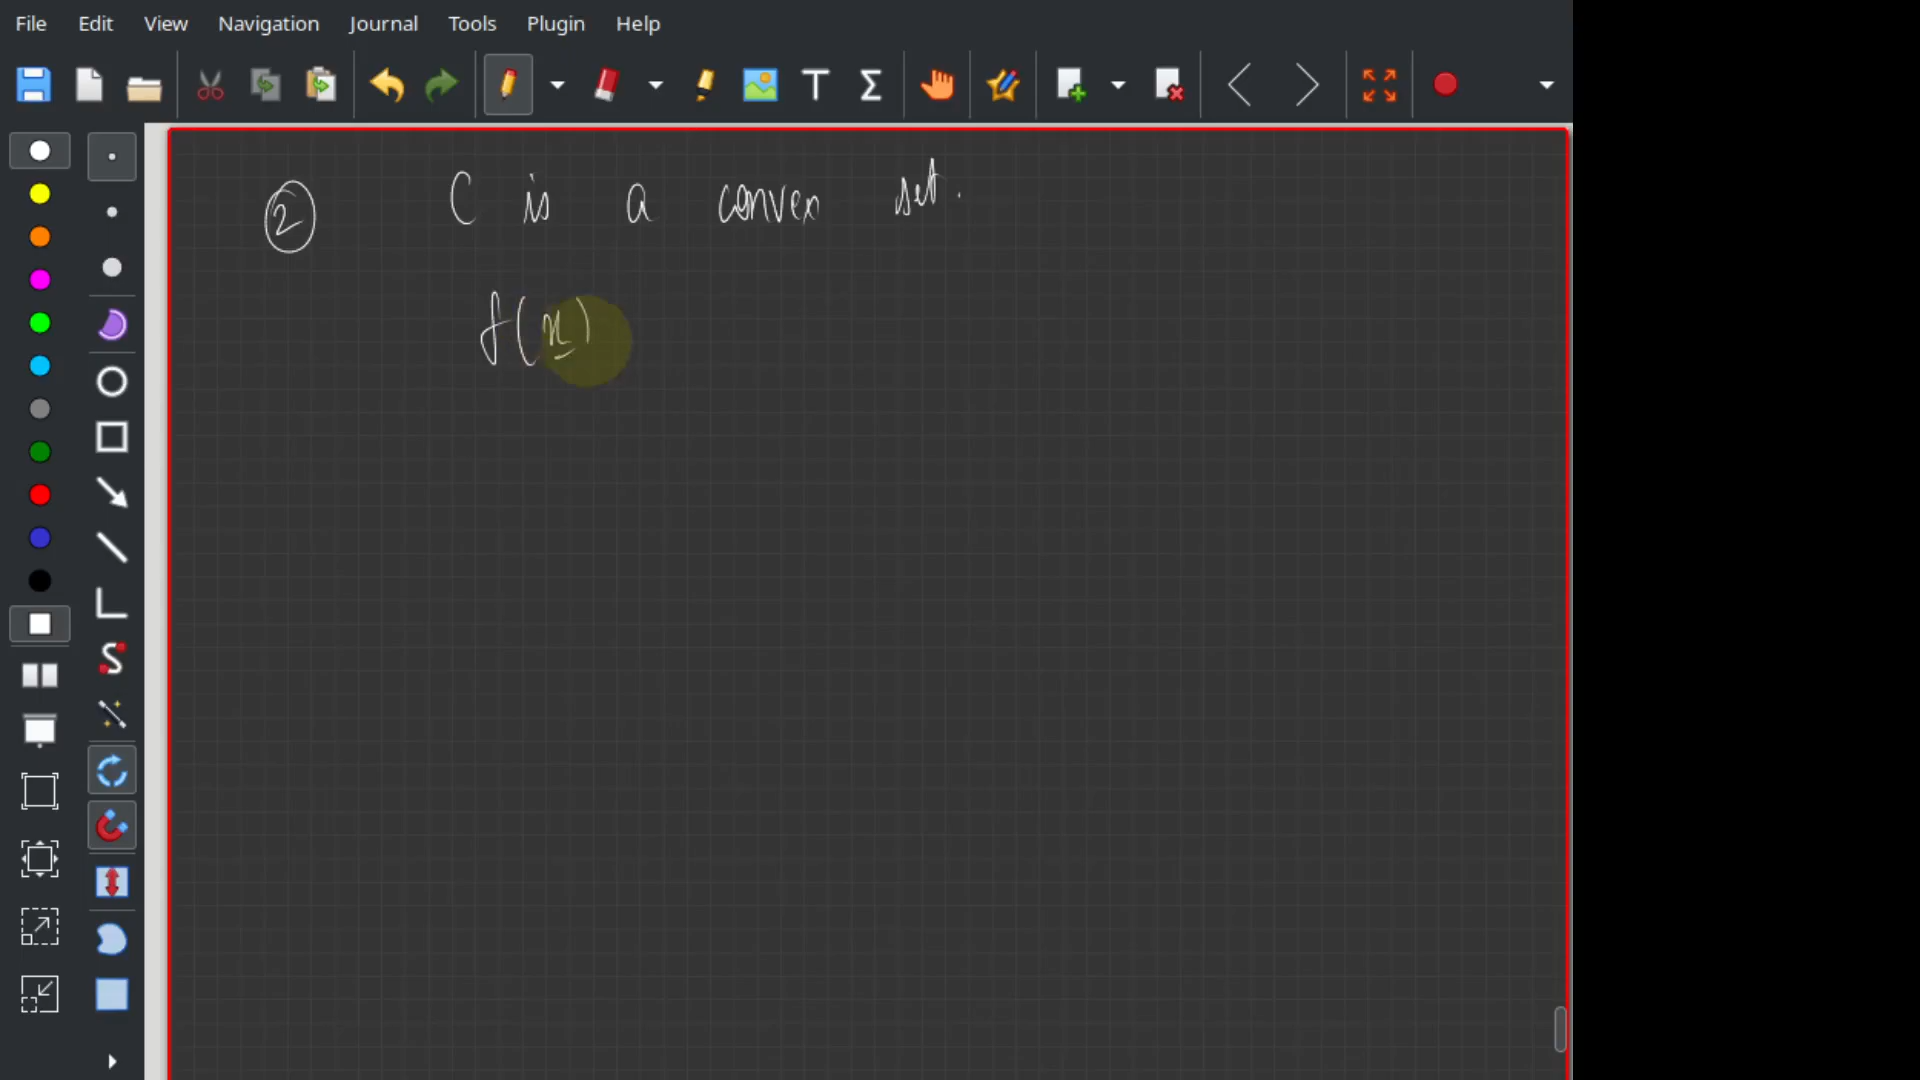 File Edit View Navigation Journal Tools Plugin Help
② C is a convex set.
f(x)